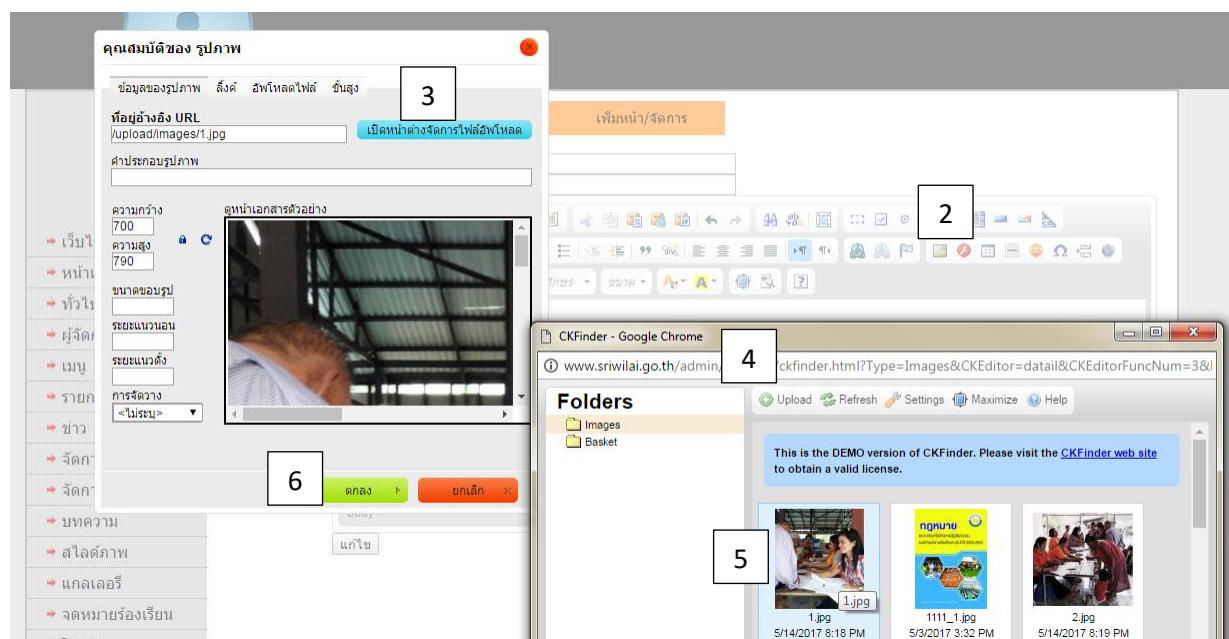 คุณสมบัติของ รูปภาพ
ข้อมูลของรูปภาพ ลิ้งค์ อัพโหลดไฟล์ ขั้นสูง
3
ที่อยู่อ้างอิง URL
/upload/images/1.jpg
เปิดหน้าต่างจัดการไฟล์อัพโหลด
คำประกอบรูปภาพ
ความกว้าง
700
ความสูง
790
ขนาดขอบรูป
ระยะแนวนอน
ระยะแนวตั้ง
การจัดวาง
<ไม่ระบุ>
ดูหน้าเอกสารตัวอย่าง
6
ตกลง
ยกเลิก
เพิ่มหน้า/จัดการ
2
ขนาด
body
แก้ไข
เมนู
ข่าว
บทความ
สไลด์ภาพ
แกลเลอรี่
จดหมายร้องเรียน
CKFinder - Google Chrome
4
www.sriwilai.go.th/admin/ ckfinder.html?Type=Images&CKEditor=datail&CKEditorFuncNum=3&
Folders
Images
Basket
Upload Refresh Settings Maximize Help
This is the DEMO version of CKFinder. Please visit the CKFinder web site
to obtain a valid license.
5
กฎหมาย
1.jpg
1.jpg
5/14/2017 8:18 PM
1111_1.jpg
5/3/2017 3:32 PM
2.jpg
5/14/2017 8:19 PM